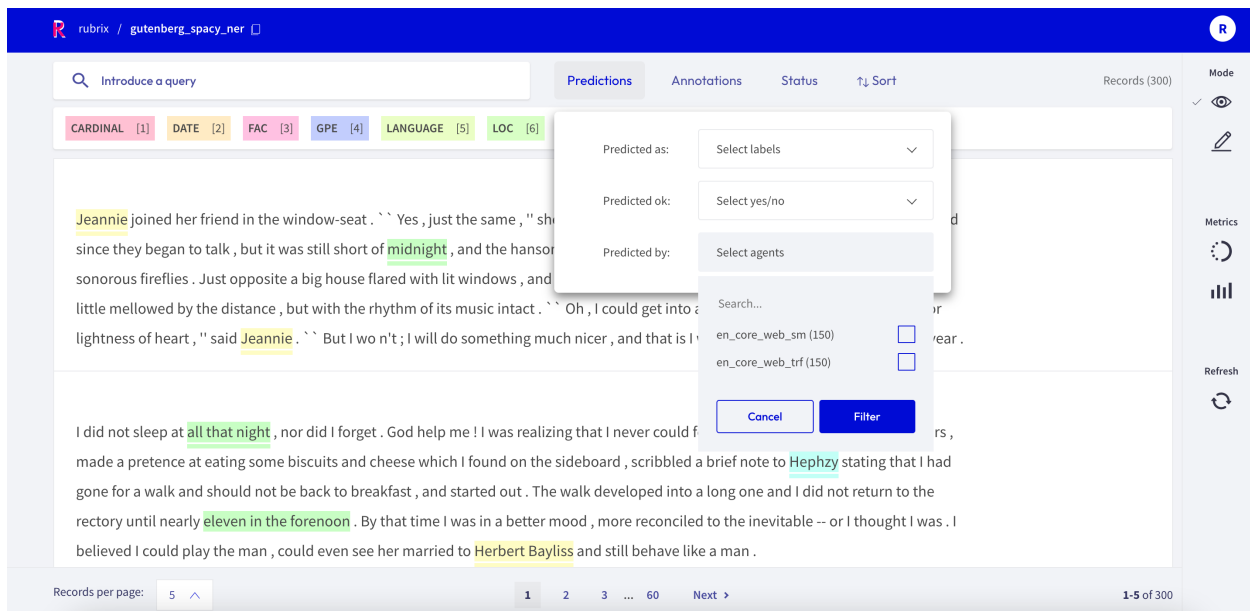 R rubrix / gutenberg_spacy_ner
R
Introduce a query
Predictions Annotations Status Sort
Records (300)
Mode
CARDINAL [1] DATE [2] FAC [3] GPE [4] LANGUAGE [5] LOC [6]
Predicted as: Select labels
Predicted ok: Select yes/no
Predicted by: Select agents
Search...
en_core_web_sm (150)
en_core_web_trf (150)
Cancel Filter
Jeannie joined her friend in the window-seat . ` ` Yes , just the same , ''
since they began to talk , but it was still short of midnight , and the
sonorous fireflies . Just opposite a big house flared with lit windows , and
little mellowed by the distance , but with the rhythm of its music intact . ` ` Oh , I could get into
lightness of heart , '' said Jeannie . ` ` But I wo n't ; I will do something much nicer , and that is I
I did not sleep at all that night , nor did I forget . God help me ! I was realizing that I never could
made a pretence at eating some biscuits and cheese which I found on the sideboard , scribbled a brief note to Hephzy stating that I had
gone for a walk and should not be back to breakfast , and started out . The walk developed into a long one and I did not return to the
rectory until nearly eleven in the forenoon . By that time I was in a better mood , more reconciled to the inevitable -- or I thought I was . I
believed I could play the man , could even see her married to Herbert Bayliss and still behave like a man .
Metrics
Refresh
Records per page: 5
1 2 3 ... 60 Next >
1-5 of 300